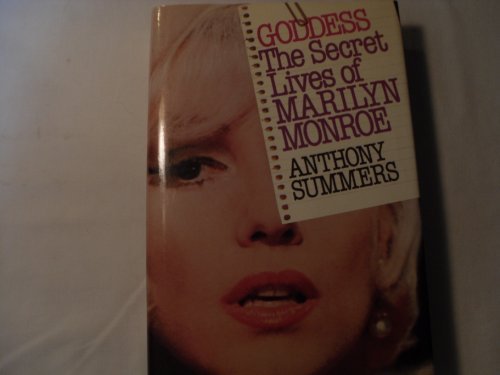 GODDESS
The Secret
Lives of
MARILYN
MONROE
ANTHONY
SUMMERS